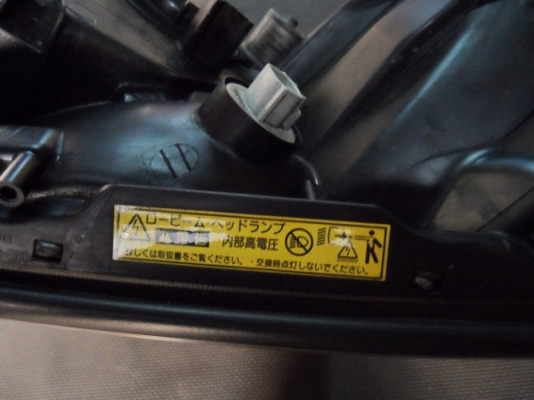 ロービーム・ヘッドランプ
内部高電圧
詳しくは取扱書をご覧ください。・交換時点灯しないでください。